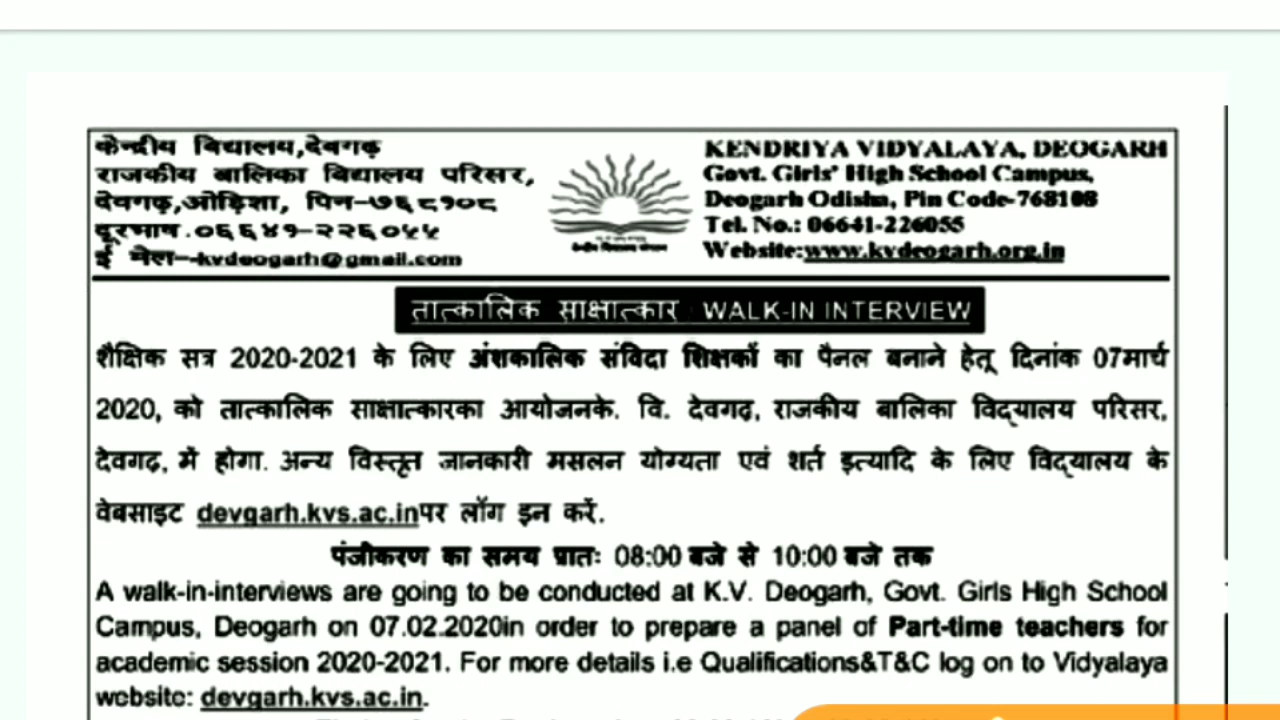 केन्द्रीय विद्यालय,देवगढ़
राजकीय बालिका विद्यालय परिसर,
देवगढ़,ओड़िशा, पिन-७६८१०८
दूरभाष.०६६४१-२२६०५५
ई मेल--kvdeogarh@gmail.com
KENDRIYA VIDYALAYA, DEOGARH
Govt. Girls' High School Campus,
Deogarh Odisha, Pin Code-768108
Tel. No.: 06641-226055
Website:www.kvdeogarh.org.in
तात्कालिक साक्षात्कार WALK-IN INTERVIEW
शैक्षिक सत्र 2020-2021 के लिए अंशकालिक संविदा शिक्षकों का पैनल बनाने हेतू दिनांक 07मार्च
2020, को तात्कालिक साक्षात्कारका आयोजनके. वि. देवगढ़, राजकीय बालिका विद्यालय परिसर,
देवगढ़, में होगा. अन्य विस्तृत जानकारी मसलन योग्यता एवं शर्त इत्यादि के लिए विद्यालय के
वेबसाइट devgarh.kvs.ac.inपर लॉग इन करें.
पंजीकरण का समय प्रातः 08:00 बजे से 10:00 बजे तक
A walk-in-interviews are going to be conducted at K.V. Deogarh, Govt. Girls High School
Campus, Deogarh on 07.02.2020in order to prepare a panel of Part-time teachers for
academic session 2020-2021. For more details i.e Qualifications&T&C log on to Vidyalaya
website: devgarh.kvs.ac.in.